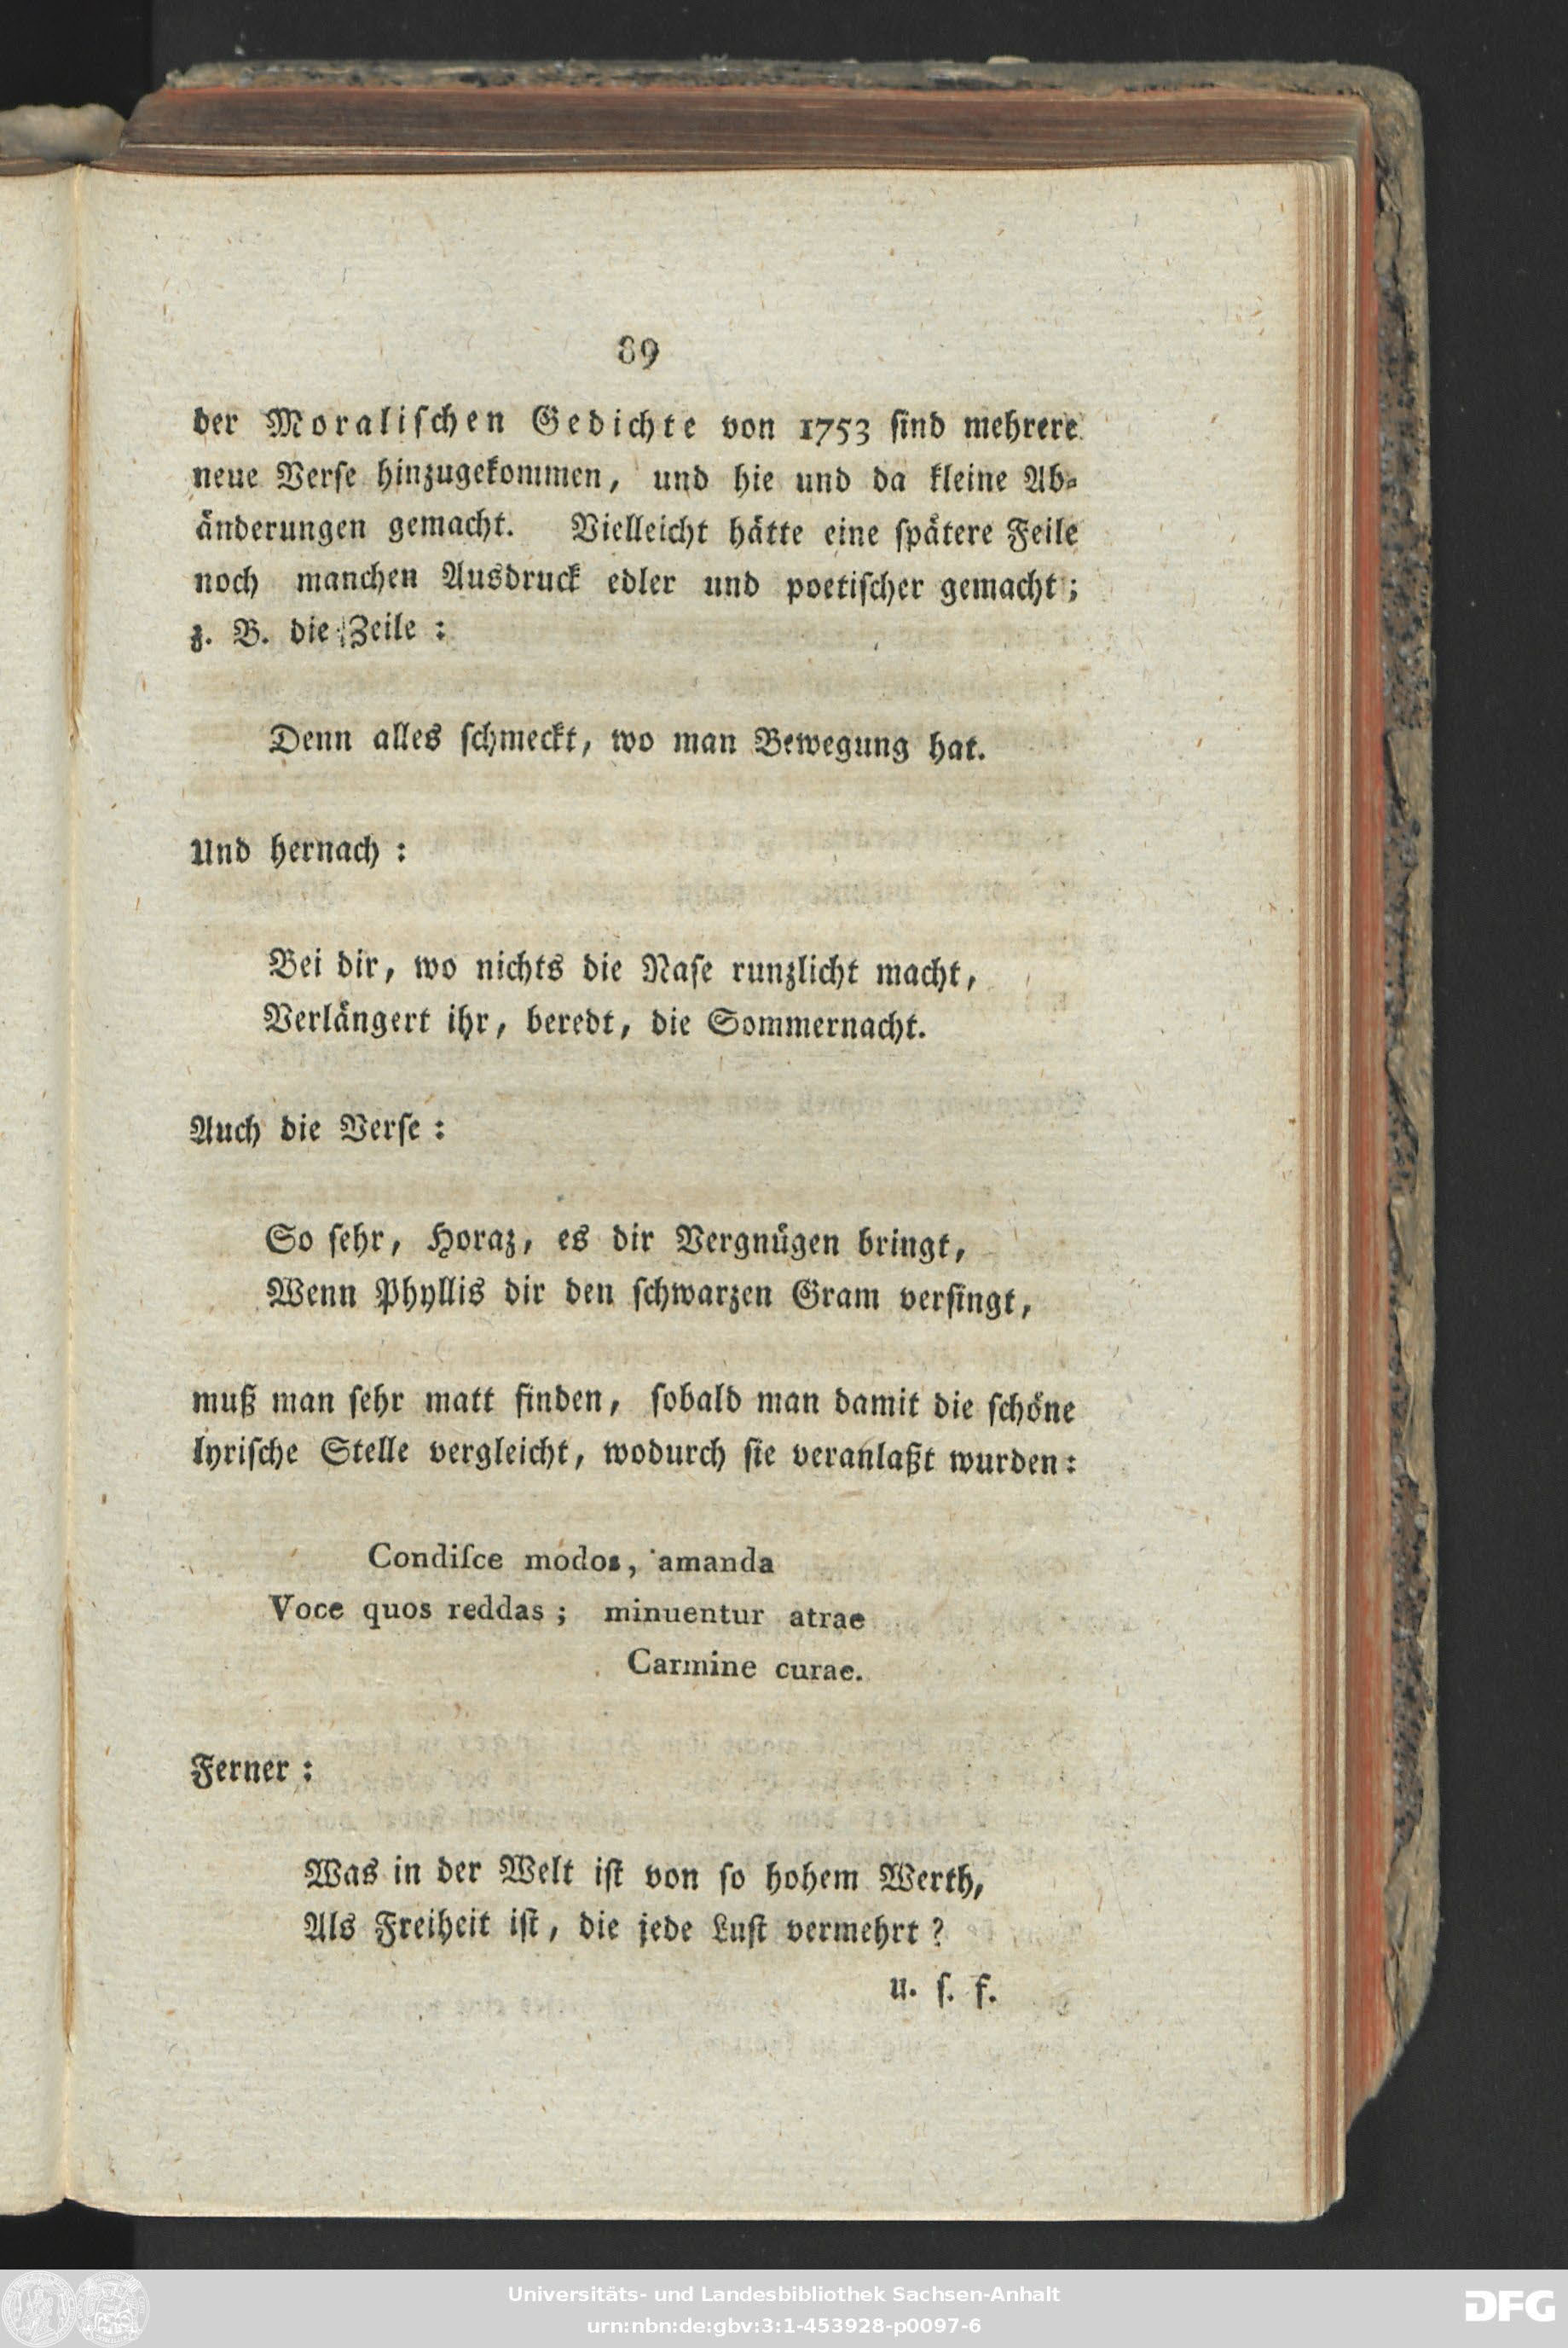 89
der Moraliſchen Gedichte von 1753 ſind mehrere
neue Verſe hinzugekommen, und hie und da kleine Ab-
änderungen gemacht. Vielleicht hätte eine ſpätere Feile
noch manchen Ausdruck edler und poetiſcher gemacht;
z. B. die Zeile:
Denn alles ſchmeckt, wo man Bewegung hat.
Und hernach:
Bei dir, wo nichts die Naſe runzlicht macht,
Verlängert ihr, beredt, die Sommernacht.
Auch die Verſe:
So ſehr, Horaz, es dir Vergnügen bringt,
Wenn Phyllis dir den ſchwarzen Gram verſingt,
muß man ſehr matt finden, ſobald man damit die ſchöne
lyriſche Stelle vergleicht, wodurch ſie veranlaßt wurden:
Condiſce modos, amanda
Voce quos reddas; minuentur atrae
Carmine curae.
Ferner:
Was in der Welt iſt von ſo hohem Werth,
Als Freiheit iſt, die jede Luſt vermehrt?
u. ſ. f.
Universitäts- und Landesbibliothek Sachsen-Anhalt
urn:nbn:de:gbv:3:1-453928-p0097-6
DFG